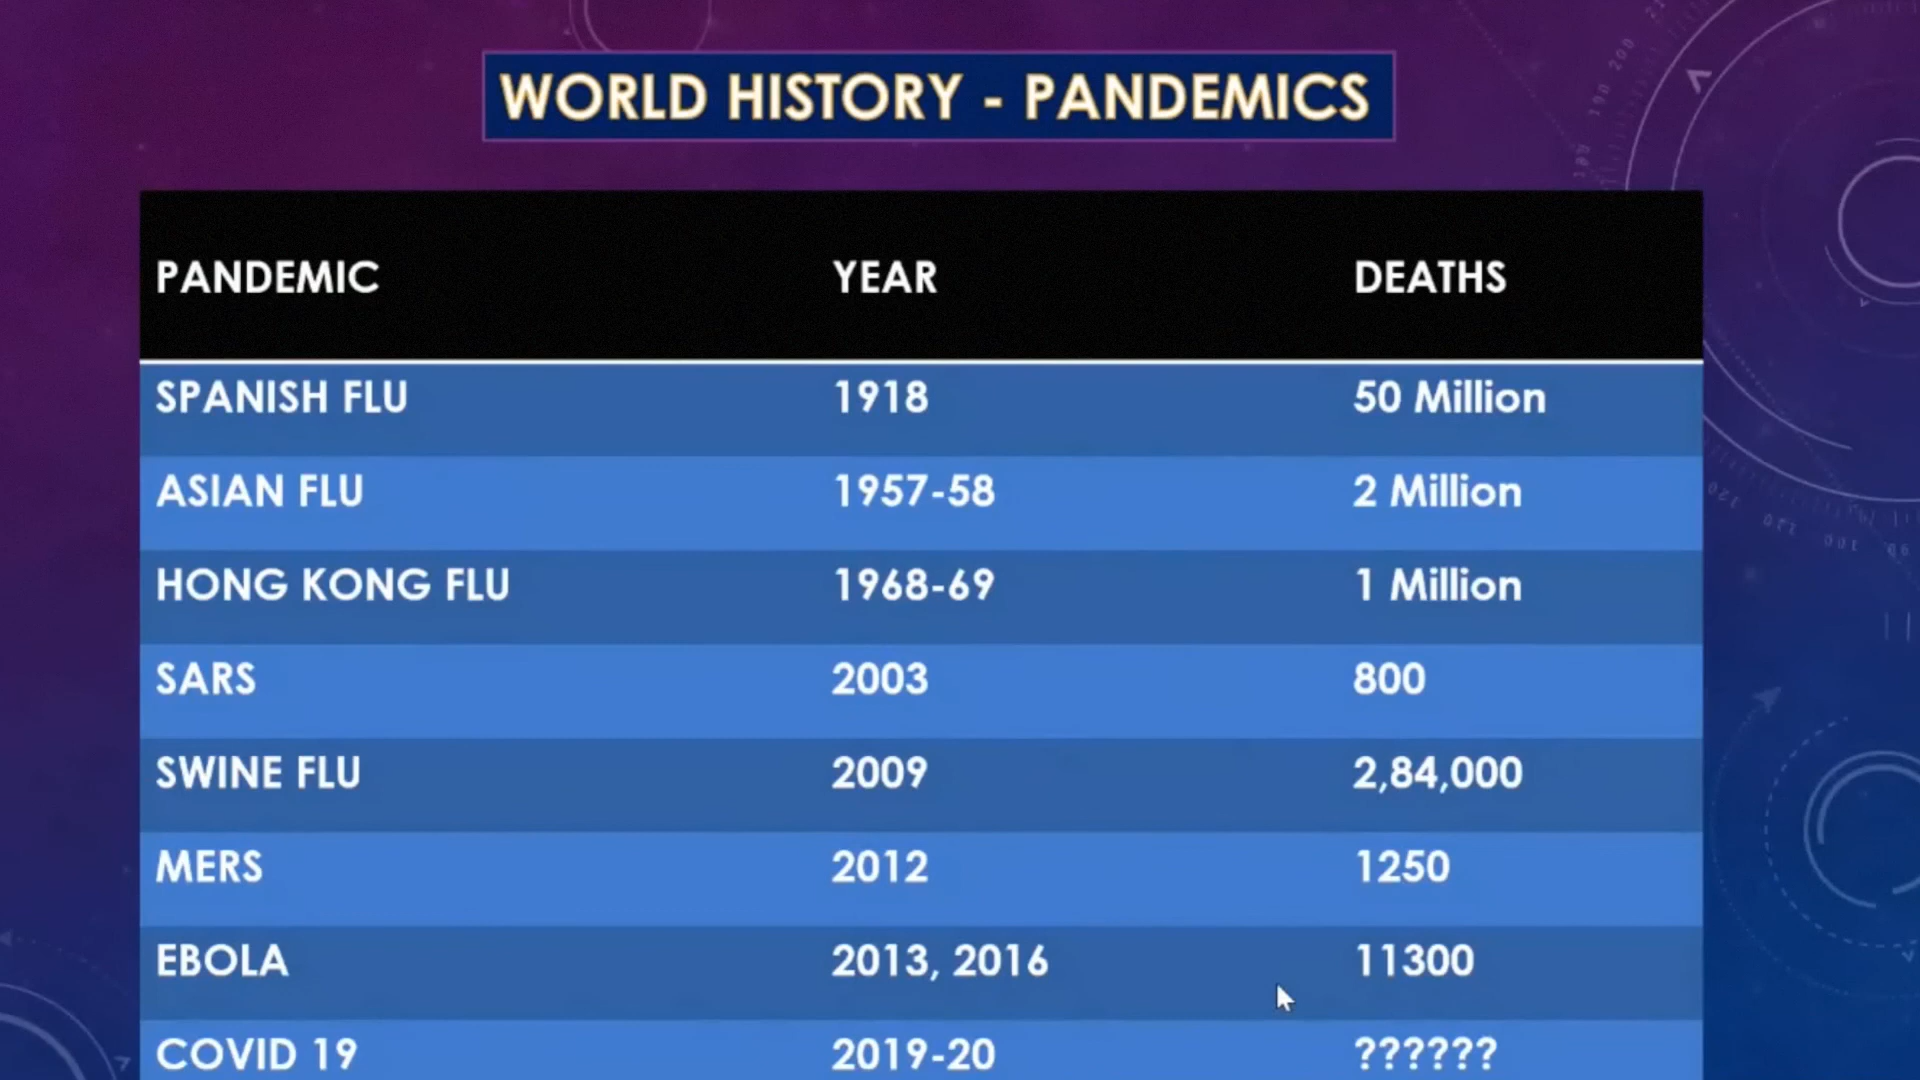 WORLD HISTORY - PANDEMICS
PANDEMIC YEAR DEATHS
SPANISH FLU 1918 50 Million
ASIAN FLU 1957-58 2 Million
HONG KONG FLU 1968-69 1 Million
SARS 2003 800
SWINE FLU 2009 2,84,000
MERS 2012 1250
EBOLA 2013, 2016 11300
COVID 19 2019-20 ??????